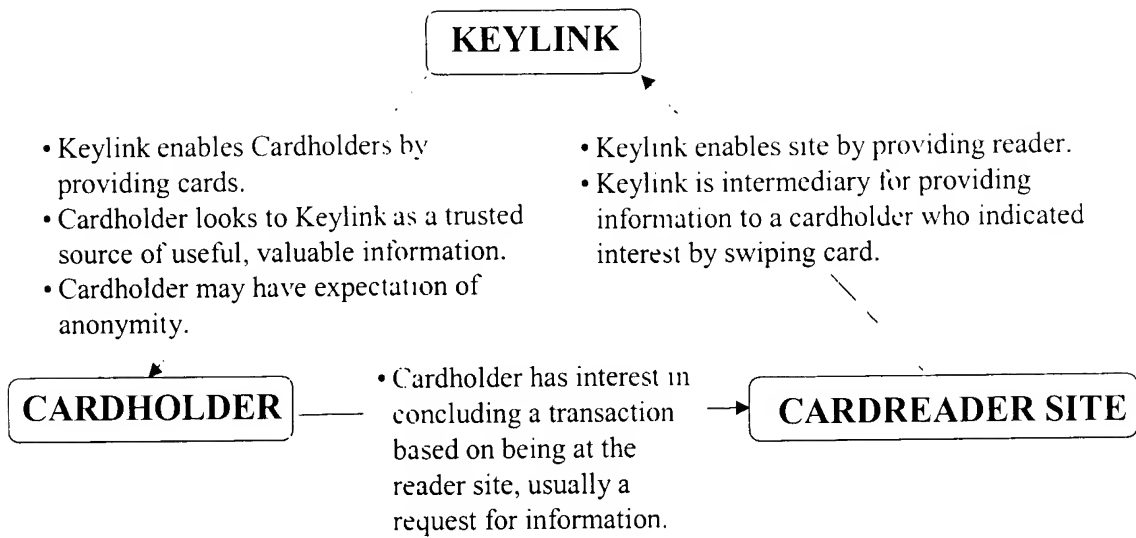 KEYLINK
• Keylink enables Cardholders by
providing cards.
• Cardholder looks to Keylink as a trusted
source of useful, valuable information.
• Cardholder may have expectation of
anonymity.
• Keylink enables site by providing reader.
• Keylink is intermediary for providing
information to a cardholder who indicated
interest by swiping card.
CARDHOLDER
• Cardholder has interest in
concluding a transaction
based on being at the
reader site, usually a
request for information.
CARDREADER SITE